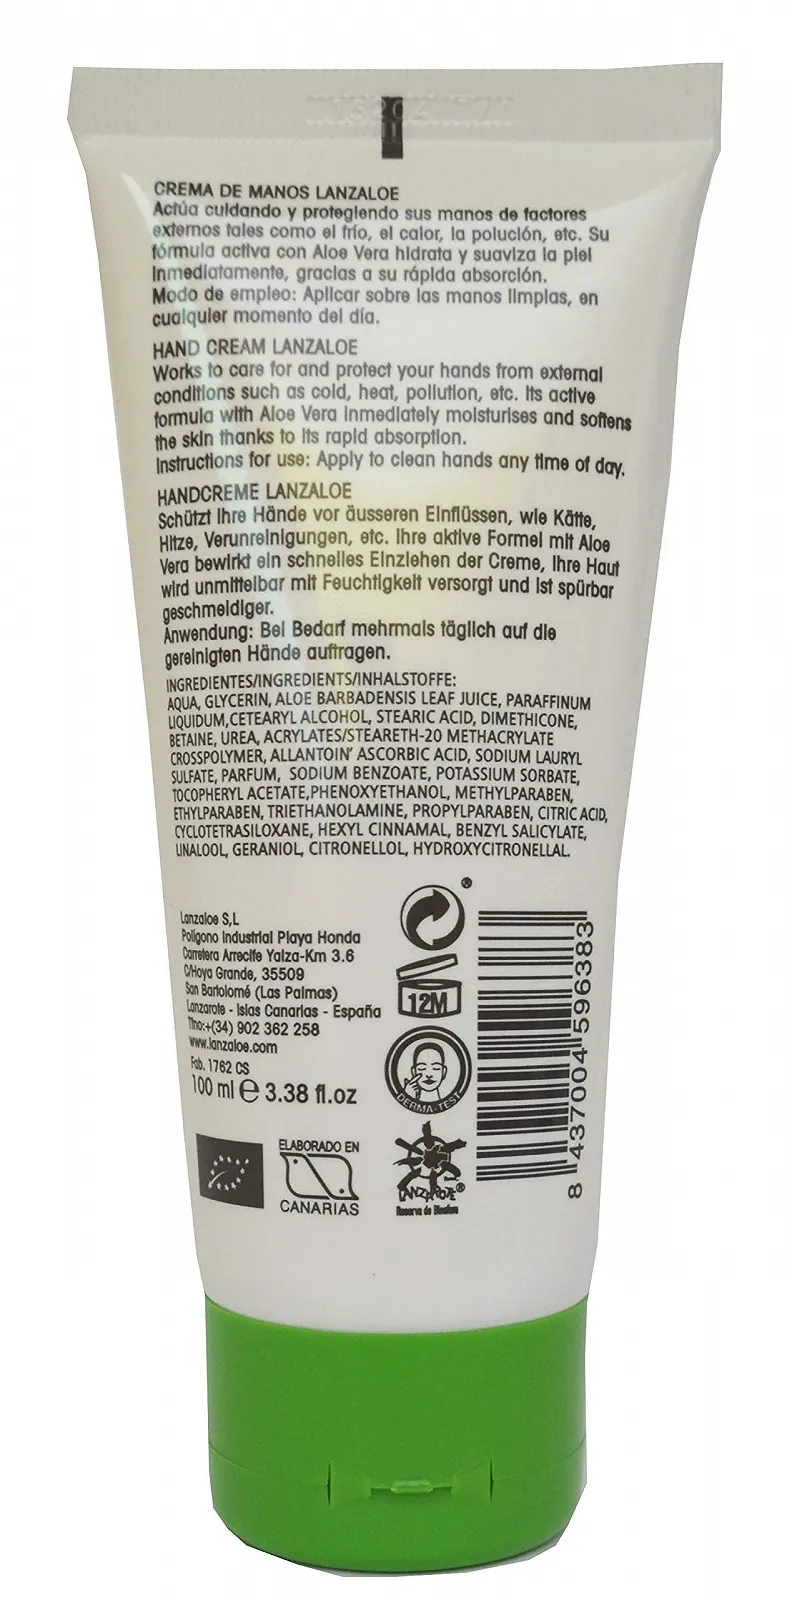 CREMA DE MANOS LANZALOE
Actúa cuidando y protegiendo sus manos de factores
externos tales como el frío, el calor, la polución, etc. Su
fórmula activa con Aloe Vera hidrata y suaviza la piel
inmediatamente, gracias a su rápida absorción.
Modo de empleo: Aplicar sobre las manos limpias, en
cualquier momento del día.
HAND CREAM LANZALOE
Works to care for and protect your hands from external
conditions such as cold, heat, pollution, etc. Its active
formula with Aloe Vera inmediately moisturises and softens
the skin thanks to its rapid absorption.
Instructions for use: Apply to clean hands any time of day.
HANDCREME LANZALOE
Schützt Ihre Hände vor äusseren Einflüssen, wie Kätte,
Hitze, Verunreinigungen, etc. Ihre aktive Formel mit Aloe
Vera bewirkt ein schnelles Einziehen der Creme, Ihre Haut
wird unmittelbar mit Feuchtigkeit versorgt und ist spürbar
geschmeidiger.
Anwendung: Bei Bedarf mehrmals täglich auf die
gereinigten Hände auftragen.
INGREDIENTES/INGREDIENTS/INHALSTOFFE:
AQUA, GLYCERIN, ALOE BARBADENSIS LEAF JUICE, PARAFFINUM
LIQUIDUM,CETEARYL ALCOHOL, STEARIC ACID, DIMETHICONE,
BETAINE, UREA, ACRYLATES/STEARETH-20 METHACRYLATE
CROSSPOLYMER, ALLANTOIN' ASCORBIC ACID, SODIUM LAURYL
SULFATE, PARFUM, SODIUM BENZOATE, POTASSIUM SORBATE,
TOCOPHERYL ACETATE,PHENOXYETHANOL, METHYLPARABEN,
ETHYLPARABEN, TRIETHANOLAMINE, PROPYLPARABEN, CITRIC ACID,
CYCLOTETRASILOXANE, HEXYL CINNAMAL, BENZYL SALICYLATE,
LINALOOL, GERANIOL, CITRONELLOL, HYDROXYCITRONELLAL.
Lanzaloe S,L
Polígono Industrial Playa Honda
Carretera Arrecife Yaiza-Km 3.6
C/Hoya Grande, 35509
San Bartolomé (Las Palmas)
Lanzarote - Islas Canarias - España
Tfno:+(34) 902 362 258
www.lanzaloe.com
Fab. 1762 CS
100 ml e 3.38 fl.oz
®
12M
DERMA-TEST
ELABORADO EN
CANARIAS
LANZAROTE®
Reserva de Biosfera
8 437004 596383